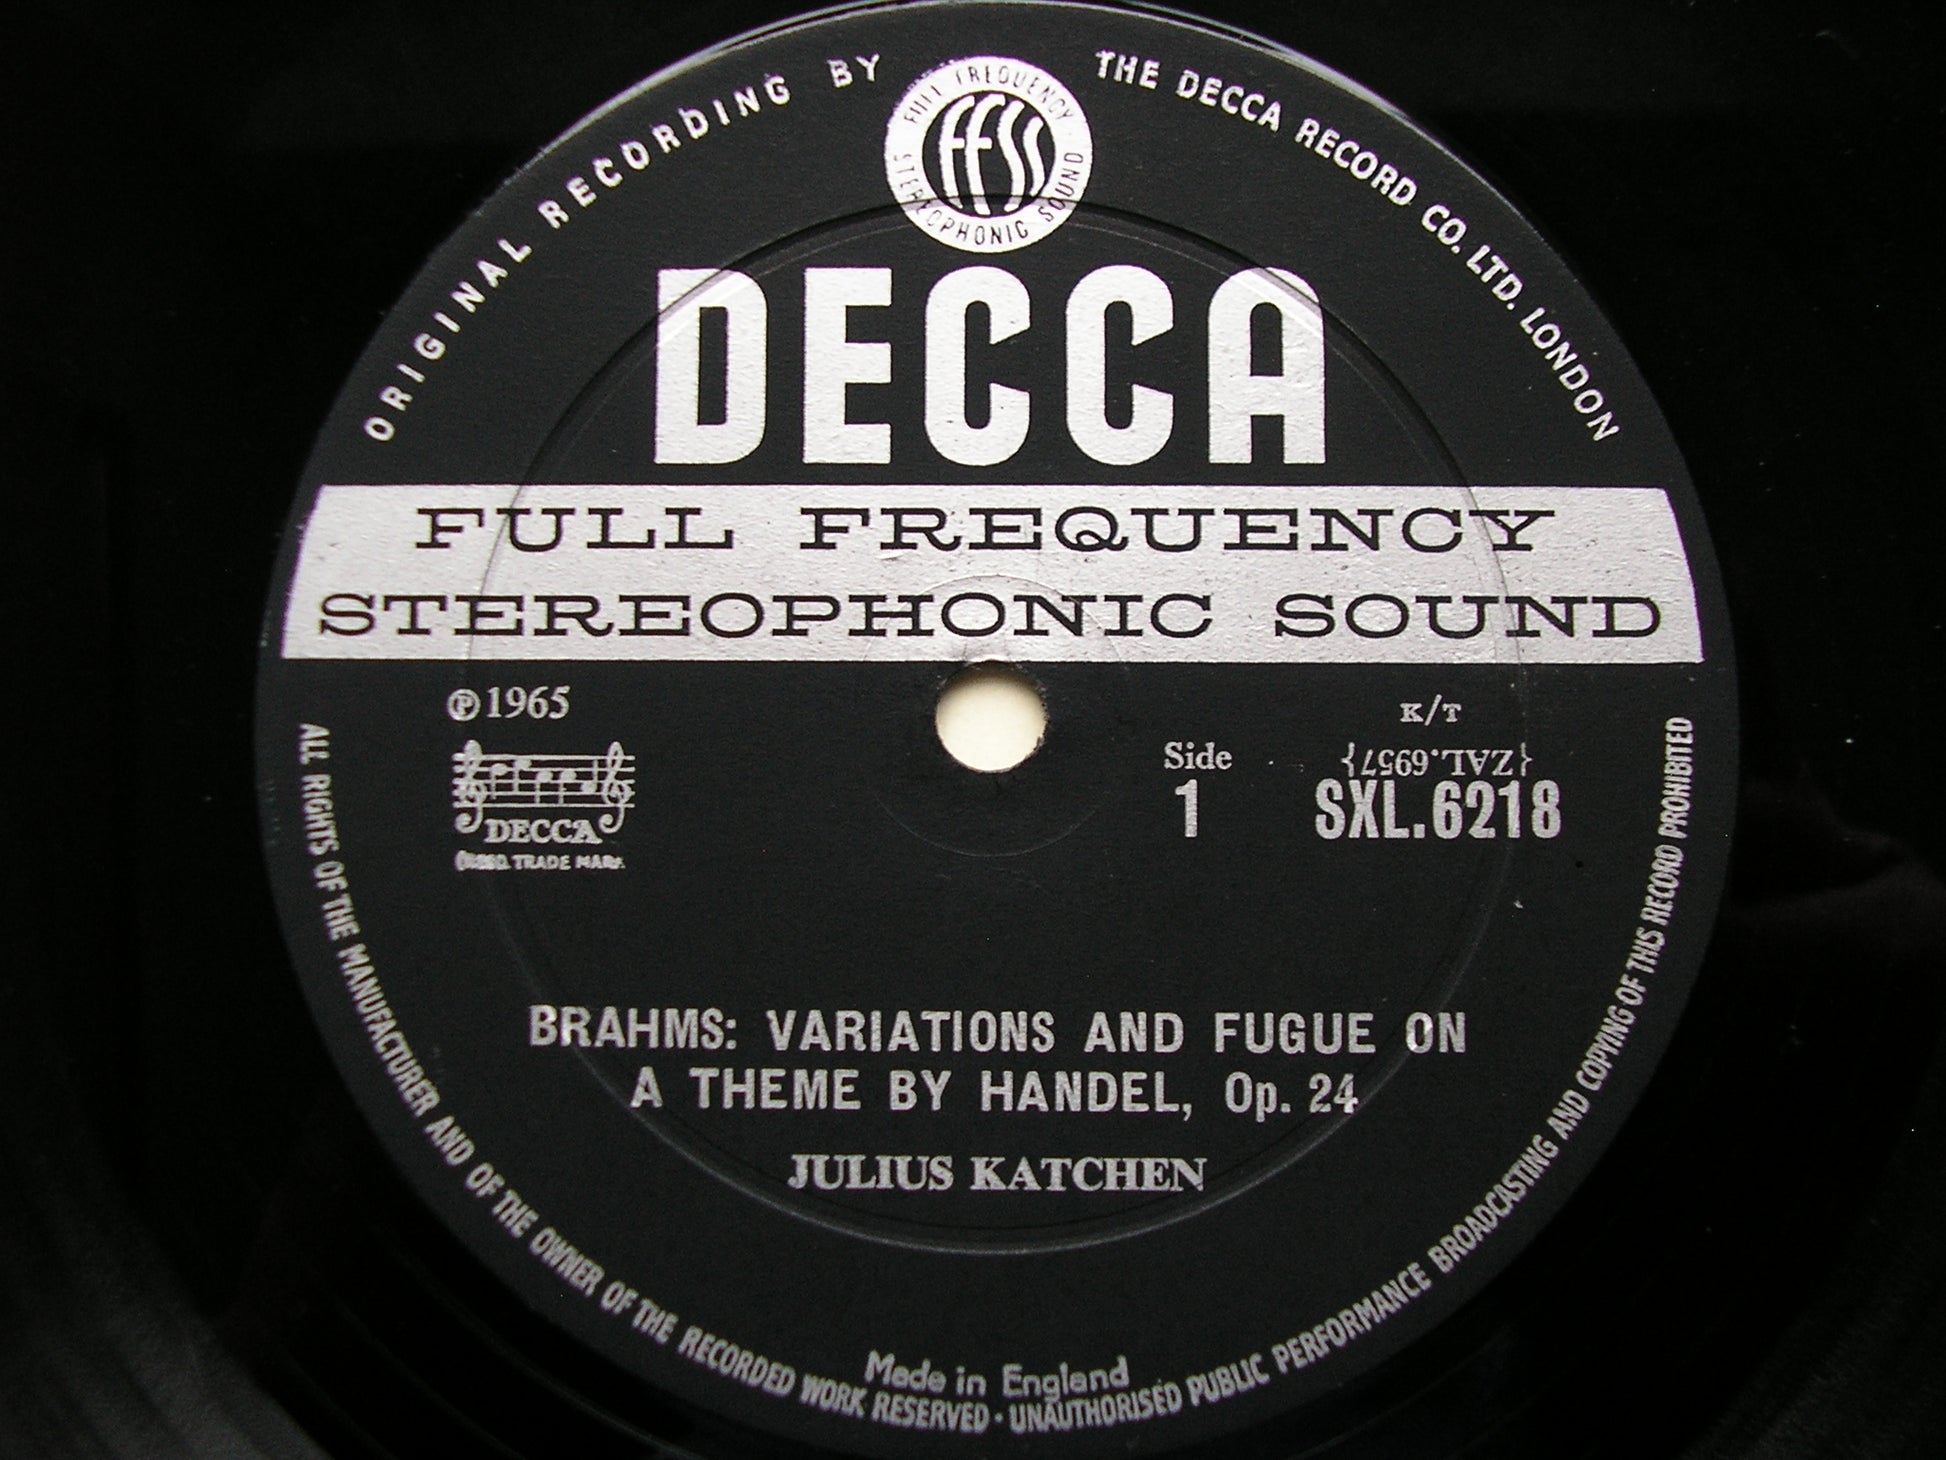 ORIGINAL RECORDING BY THE DECCA RECORD CO. LTD. LONDON
FULL FREQUENCY
FFSS
STEREOPHONIC SOUND
DECCA
FULL FREQUENCY
STEREOPHONIC SOUND
℗ 1965
K/T
{ZAL.6957}
Side
1
SXL.6218
DECCA
TRADE MARK
BRAHMS: VARIATIONS AND FUGUE ON
A THEME BY HANDEL, Op. 24
JULIUS KATCHEN
Made in England
ALL RIGHTS OF THE MANUFACTURER AND OF THE OWNER OF THE RECORDED WORK RESERVED · UNAUTHORISED PUBLIC PERFORMANCE BROADCASTING AND COPYING OF THIS RECORD PROHIBITED